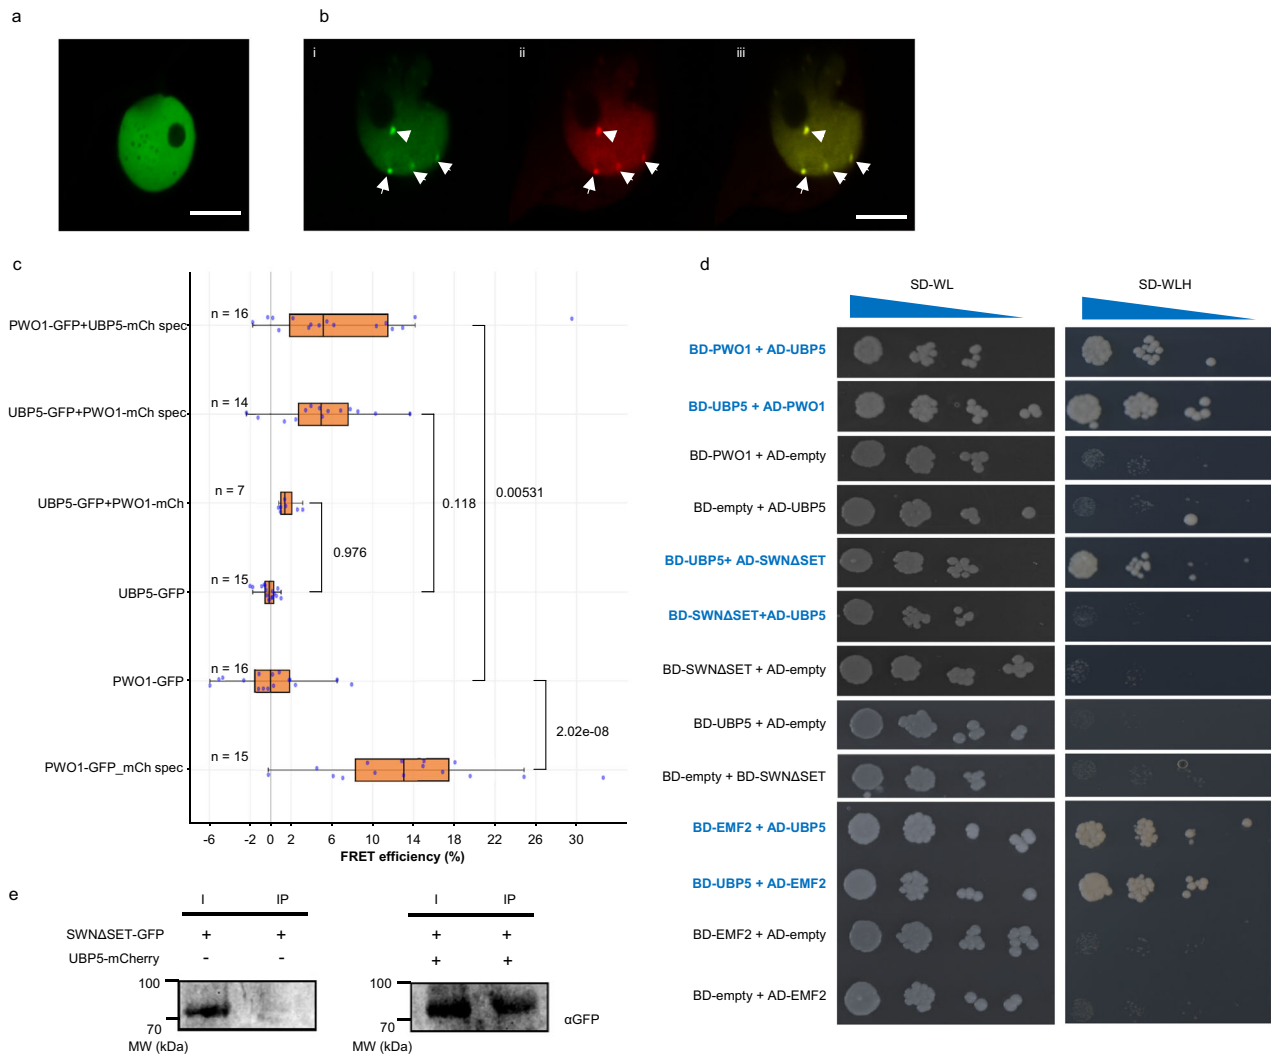 a
b
i
ii
iii
c
PWO1-GFP+UBP5-mCh spec
n = 16
UBP5-GFP+PWO1-mCh spec
n = 14
UBP5-GFP+PWO1-mCh
n = 7
UBP5-GFP
n = 15
PWO1-GFP
n = 16
PWO1-GFP_mCh spec
n = 15
0.976
0.118
0.00531
2.02e-08
-6 -2 0 2 6 10 14 18 22 26 30
FRET efficiency (%)
d
SD-WL
SD-WLH
BD-PWO1 + AD-UBP5
BD-UBP5 + AD-PWO1
BD-PWO1 + AD-empty
BD-empty + AD-UBP5
BD-UBP5+ AD-SWNΔSET
BD-SWNΔSET+AD-UBP5
BD-SWNΔSET + AD-empty
BD-UBP5 + AD-empty
BD-empty + BD-SWNΔSET
BD-EMF2 + AD-UBP5
BD-UBP5 + AD-EMF2
BD-EMF2 + AD-empty
BD-empty + AD-EMF2
e
I IP
I IP
SWNΔSET-GFP + + + +
UBP5-mCherry - - + +
100
70
MW (kDa)
100
70
MW (kDa)
αGFP